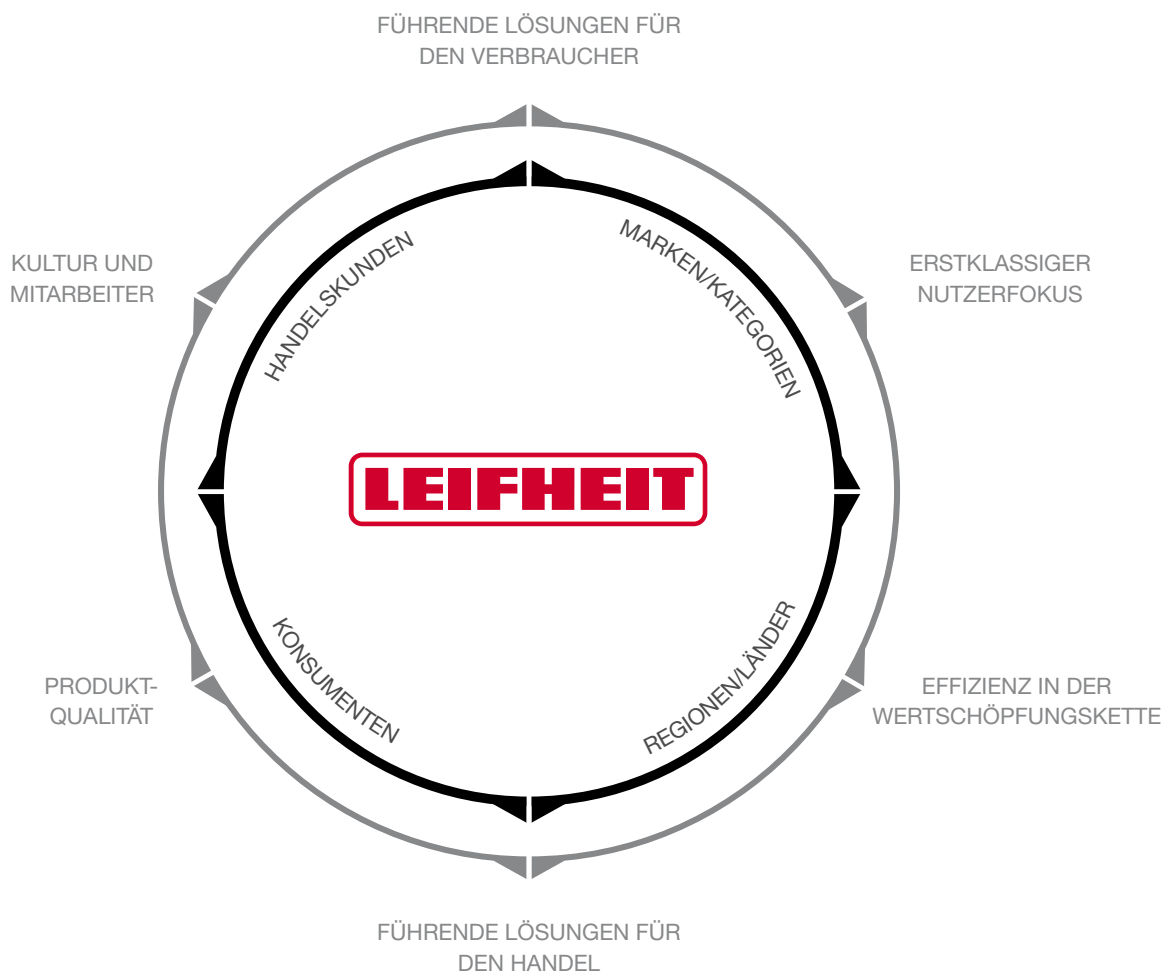 FÜHRENDE LÖSUNGEN FÜR
DEN VERBRAUCHER
KULTUR UND
MITARBEITER
HANDELSKUNDEN
MARKEN/KATEGORIEN
ERSTKLASSIGER
NUTZERFOKUS
LEIFHEIT
PRODUKT-
QUALITÄT
KONSUMENTEN
REGIONEN/LÄNDER
EFFIZIENZ IN DER
WERTSCHÖPFUNGSKETTE
FÜHRENDE LÖSUNGEN FÜR
DEN HANDEL